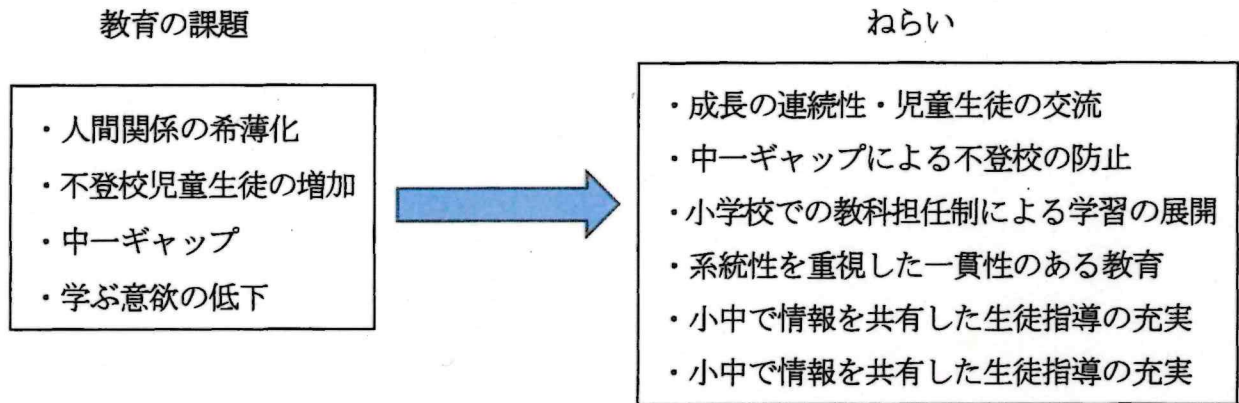 教育の課題
・人間関係の希薄化
・不登校児童生徒の増加
・中一ギャップ
・学ぶ意欲の低下
ねらい
・成長の連続性・児童生徒の交流
・中一ギャップによる不登校の防止
・小学校での教科担任制による学習の展開
・系統性を重視した一貫性のある教育
・小中で情報を共有した生徒指導の充実
・小中で情報を共有した生徒指導の充実